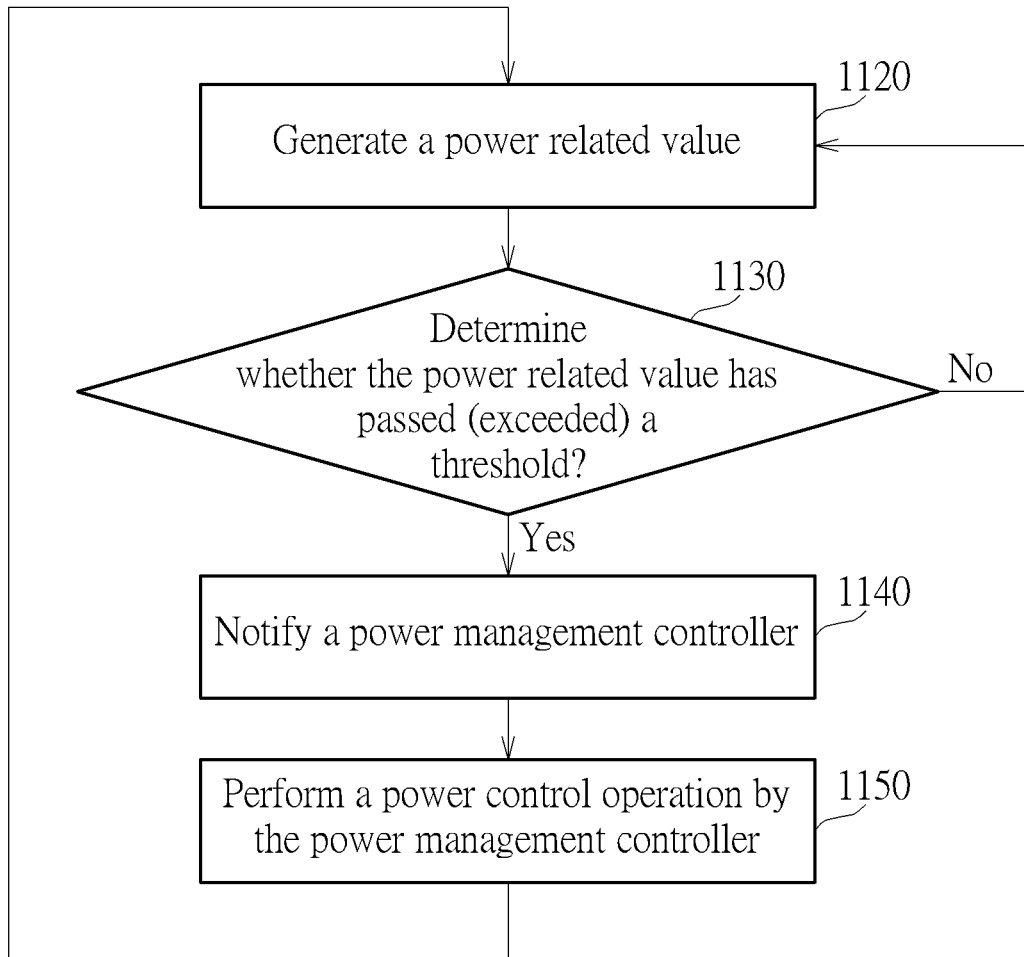 1120
Generate a power related value
1130
Determine
whether the power related value has
passed (exceeded) a
threshold?
No
Yes
1140
Notify a power management controller
1150
Perform a power control operation by
the power management controller